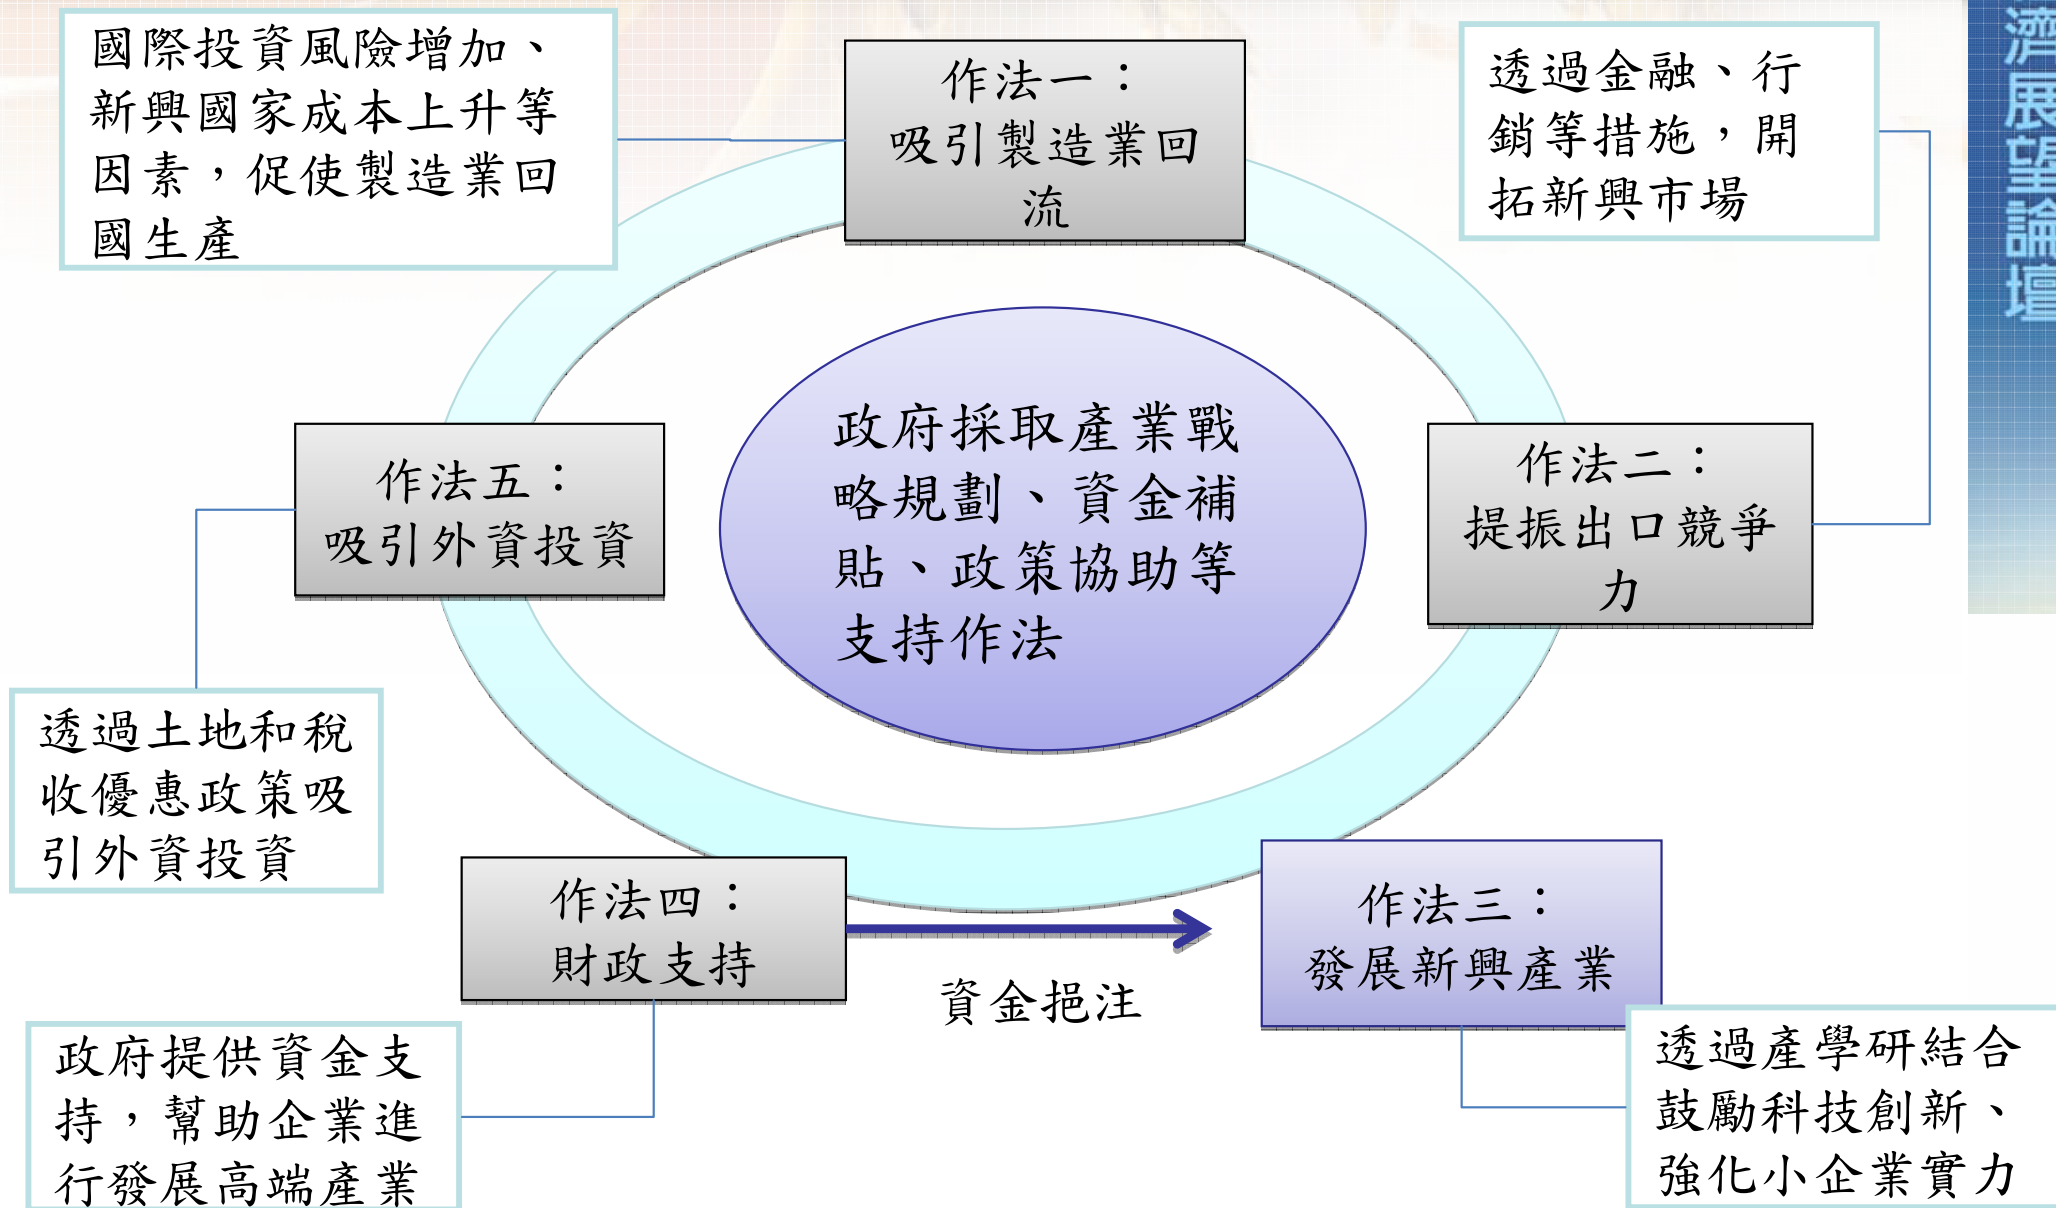 國際投資風險增加、
新興國家成本上升等
因素，促使製造業回
國生產
作法一：
吸引製造業回
流
透過金融、行
銷等措施，開
拓新興市場
濟展望論壇
政府採取產業戰
略規劃、資金補
貼、政策協助等
支持作法
作法五：
吸引外資投資
作法二：
提振出口競爭
力
透過土地和稅
收優惠政策吸
引外資投資
作法四：
財政支持
資金挹注
作法三：
發展新興產業
政府提供資金支
持，幫助企業進
行發展高端產業
透過產學研結合
鼓勵科技創新、
強化小企業實力